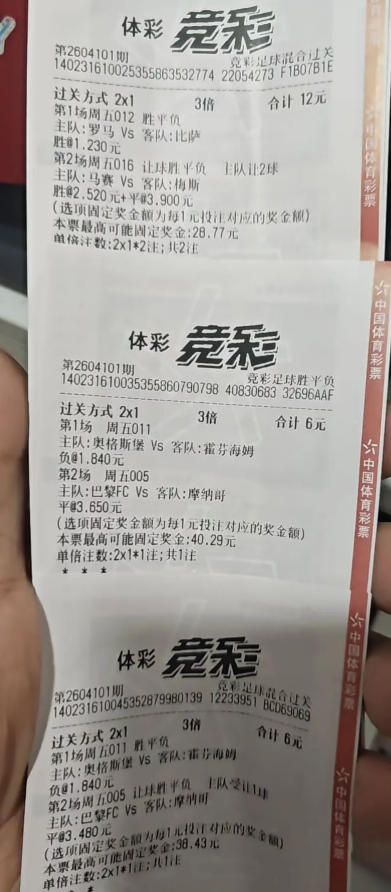 体彩 竞彩
第2604101期 竞彩足球混合过关
140231610025355863532774 22054273 F1B07B1E
过关方式 2x1 3倍 合计 12元
第1场周五012 胜平负
主队:罗马 Vs 客队:比萨
胜@1.230元
第2场周五016 让球胜平负 主队让2球
主队:马赛 Vs 客队:梅斯
胜@2.520元+平@3.900元
(选项固定奖金额为每1元投注对应的奖金额)
本票最高可能固定奖金:28.77元
单倍注数:2x1*2注;共2注
中国体育彩票
体彩 竞彩
第2604101期 竞彩足球胜平负
140231610035355860790798 40830683 32696AAF
过关方式 2x1 3倍 合计 6元
第1场 周五011
主队:奥格斯堡 Vs 客队:霍芬海姆
负@1.840元
第2场 周五005
主队:巴黎FC Vs 客队:摩纳哥
平@3.650元
(选项固定奖金额为每1元投注对应的奖金额)
本票最高可能固定奖金:40.29元
单倍注数:2x1*1注;共1注
* * *
中国体育彩票
中国体育彩票
体彩 竞彩
第2604101期 竞彩足球混合过关
140231610045352879980139 12233951 BCD69069
过关方式 2x1 3倍 合计 6元
第1场周五011 胜平负
主队:奥格斯堡 Vs 客队:霍芬海姆
负@1.840元
第2场周五005 让球胜平负 主队受让1球
主队:巴黎FC Vs 客队:摩纳哥
平@3.480元
(选项固定奖金额为每1元投注对应的奖金额)
本票最高可能固定奖金:38.43元
单倍注数:2x1*1注;共1注
中国体育彩票
中国体育彩票